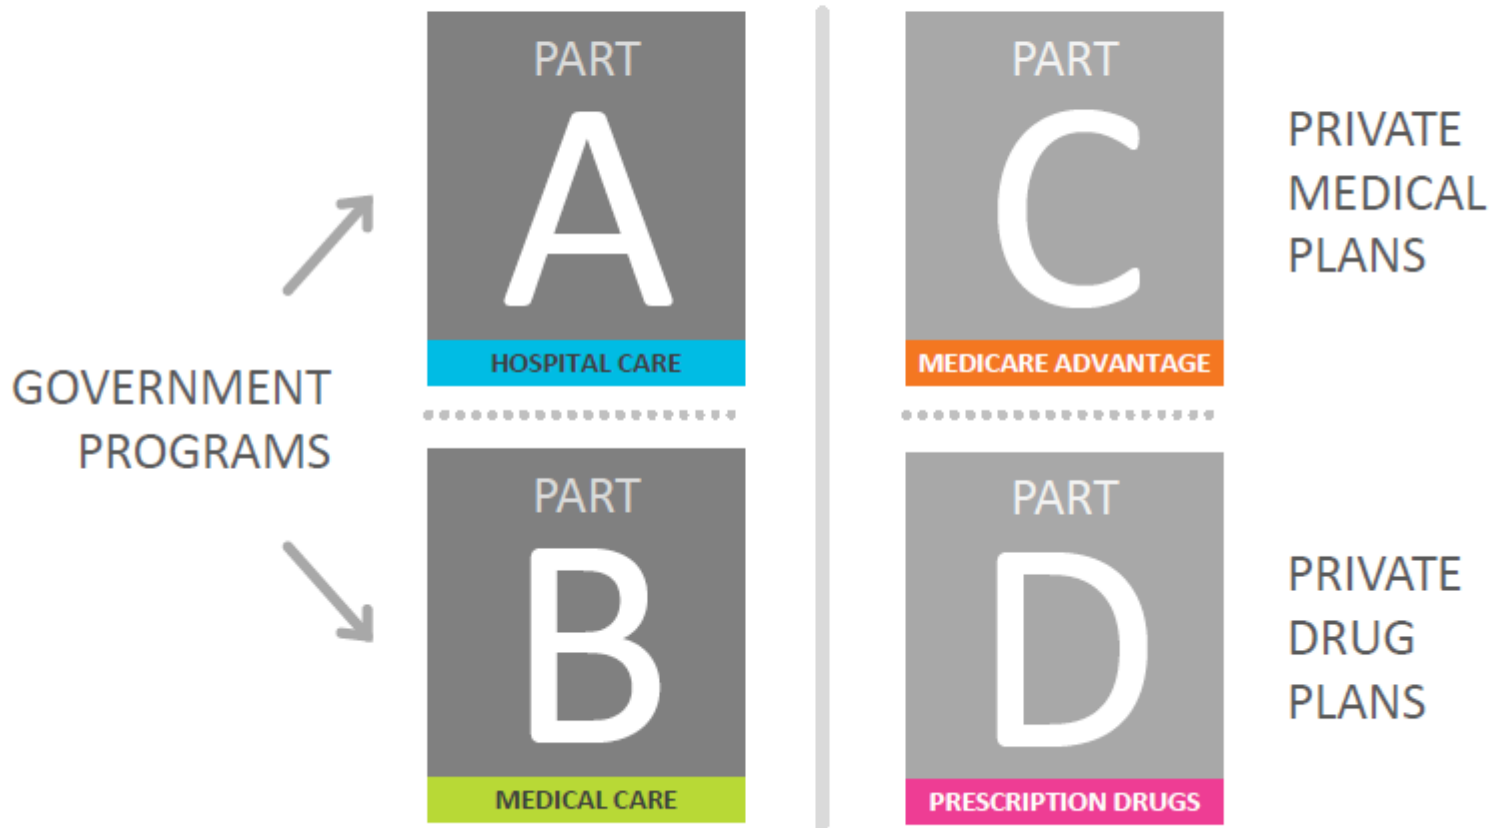 PART
A
HOSPITAL CARE
PART
C
MEDICARE ADVANTAGE
PRIVATE
MEDICAL
PLANS
GOVERNMENT
PROGRAMS
PART
B
MEDICAL CARE
PART
D
PRESCRIPTION DRUGS
PRIVATE
DRUG
PLANS